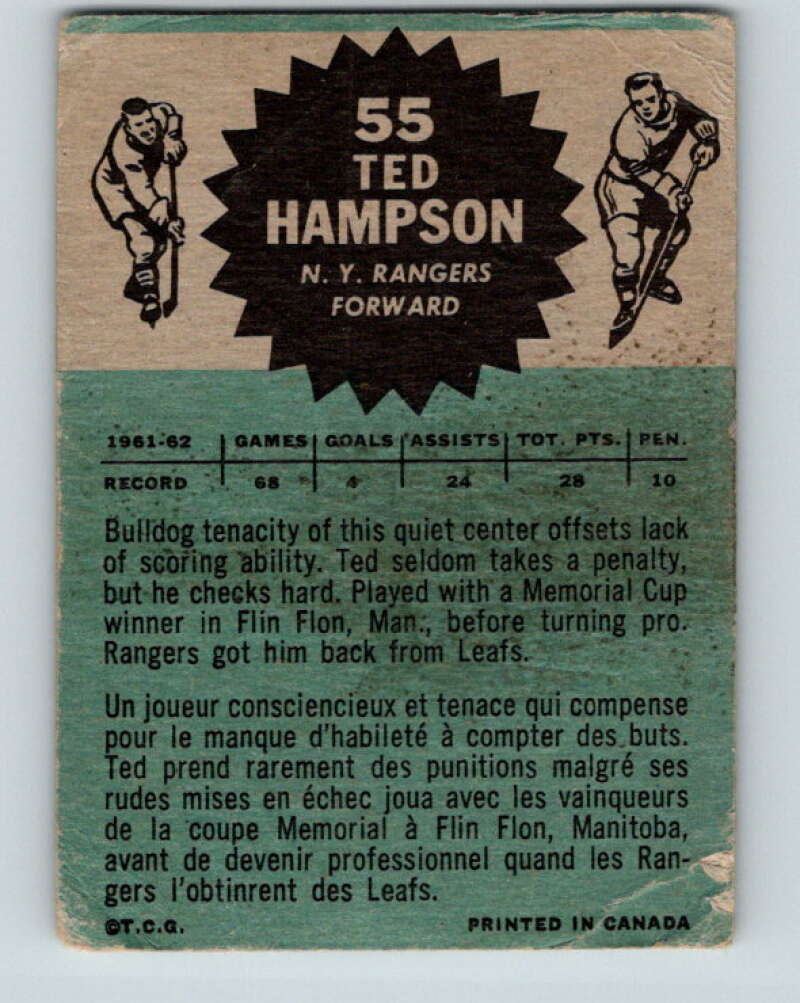 55
TED
HAMPSON
N. Y. RANGERS
FORWARD
1961-62 GAMES GOALS ASSISTS TOT. PTS. PEN.
RECORD 68 4 24 28 10
Bulldog tenacity of this quiet center offsets lack
of scoring ability. Ted seldom takes a penalty,
but he checks hard. Played with a Memorial Cup
winner in Flin Flon, Man., before turning pro.
Rangers got him back from Leafs.
Un joueur consciencieux et tenace qui compense
pour le manque d'habileté à compter des buts.
Ted prend rarement des punitions malgré ses
rudes mises en échec joua avec les vainqueurs
de la coupe Memorial à Flin Flon, Manitoba,
avant de devenir professionnel quand les Ran-
gers l'obtinrent des Leafs.
©T.C.G. PRINTED IN CANADA